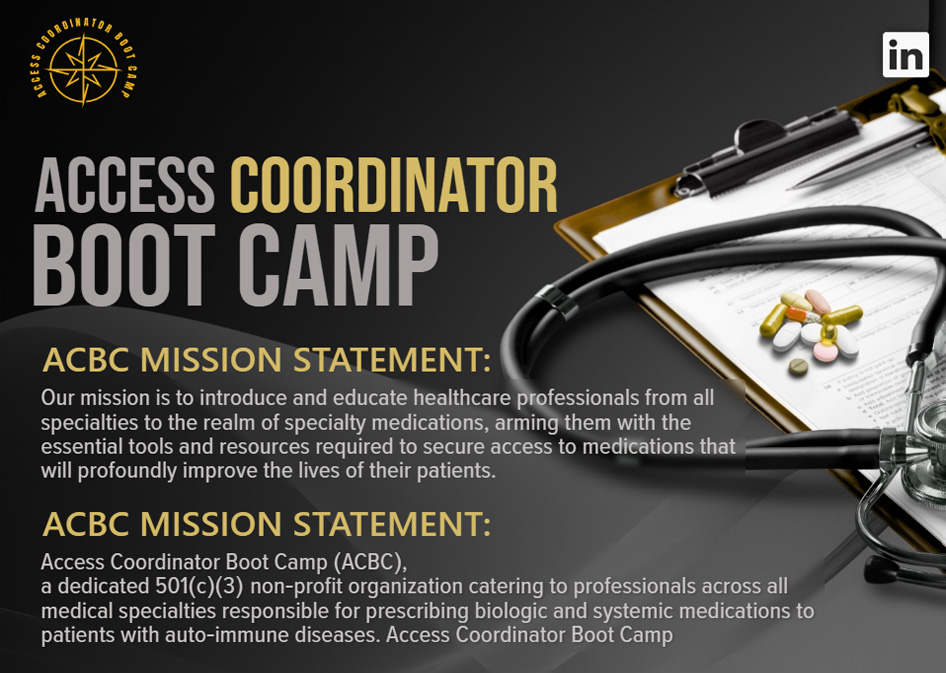 ACCESS COORDINATOR BOOT CAMP
in
ACCESS COORDINATOR
BOOT CAMP
ACBC MISSION STATEMENT:
Our mission is to introduce and educate healthcare professionals from all
specialties to the realm of specialty medications, arming them with the
essential tools and resources required to secure access to medications that
will profoundly improve the lives of their patients.
ACBC MISSION STATEMENT:
Access Coordinator Boot Camp (ACBC),
a dedicated 501(c)(3) non-profit organization catering to professionals across all
medical specialties responsible for prescribing biologic and systemic medications to
patients with auto-immune diseases. Access Coordinator Boot Camp